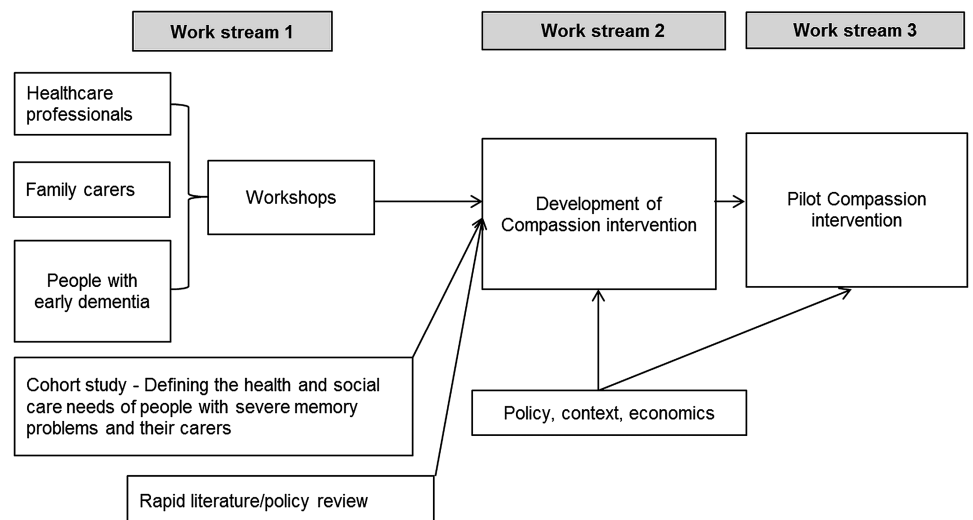 Work stream 1
Work stream 2
Work stream 3
Healthcare
professionals
Family carers
People with
early dementia
Workshops
Development of
Compassion intervention
Pilot Compassion
intervention
Cohort study - Defining the health and social
care needs of people with severe memory
problems and their carers
Policy, context, economics
Rapid literature/policy review